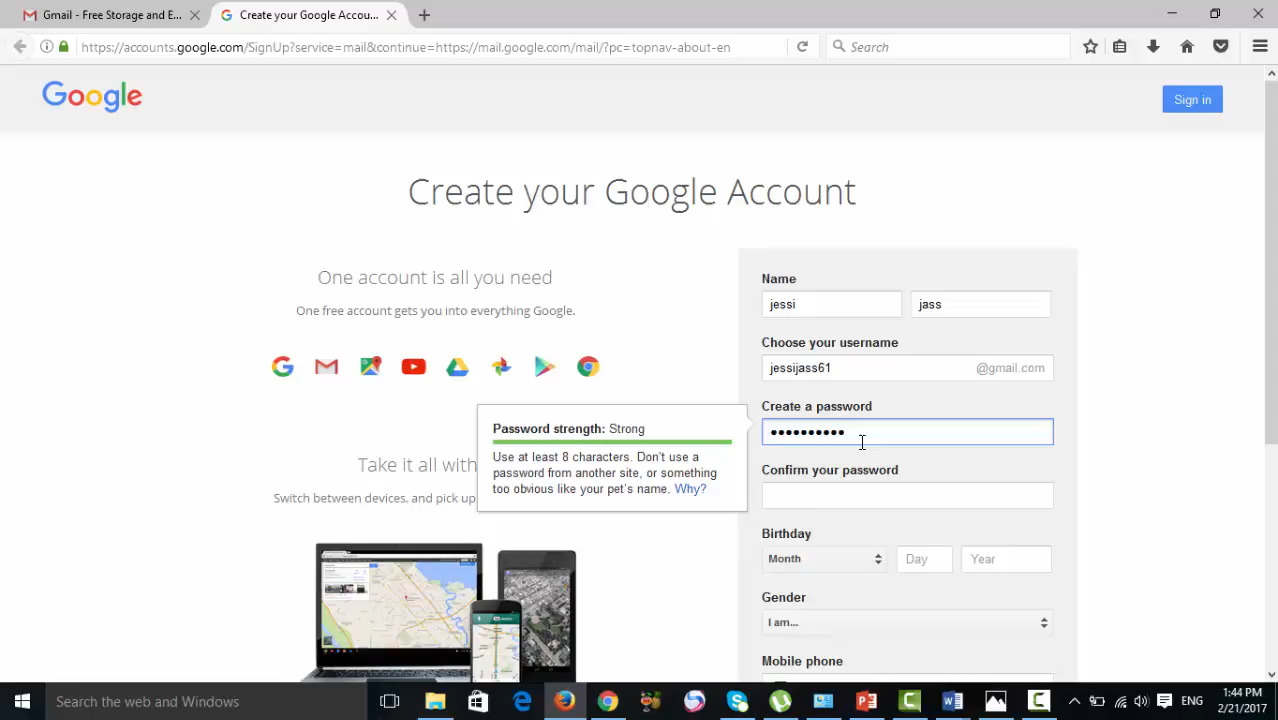 Gmail - Free Storage and E...
Create your Google Accou...
https://accounts.google.com/SignUp?service=mail&continue=https://mail.google.com/mail/?pc=topnav-about-en
Search
Google
Sign in
Create your Google Account
One account is all you need
One free account gets you into everything Google.
Take it all with
Switch between devices, and pick up
Name
jessi
jass
Choose your username
jessijass61
@gmail.com
Create a password
••••••••••
Password strength: Strong
Use at least 8 characters. Don't use a
password from another site, or something
too obvious like your pet's name. Why?
Confirm your password
Birthday
Month
Day
Year
Gender
I am...
Mobile phone
Search the web and Windows
ENG
1:44 PM
2/21/2017